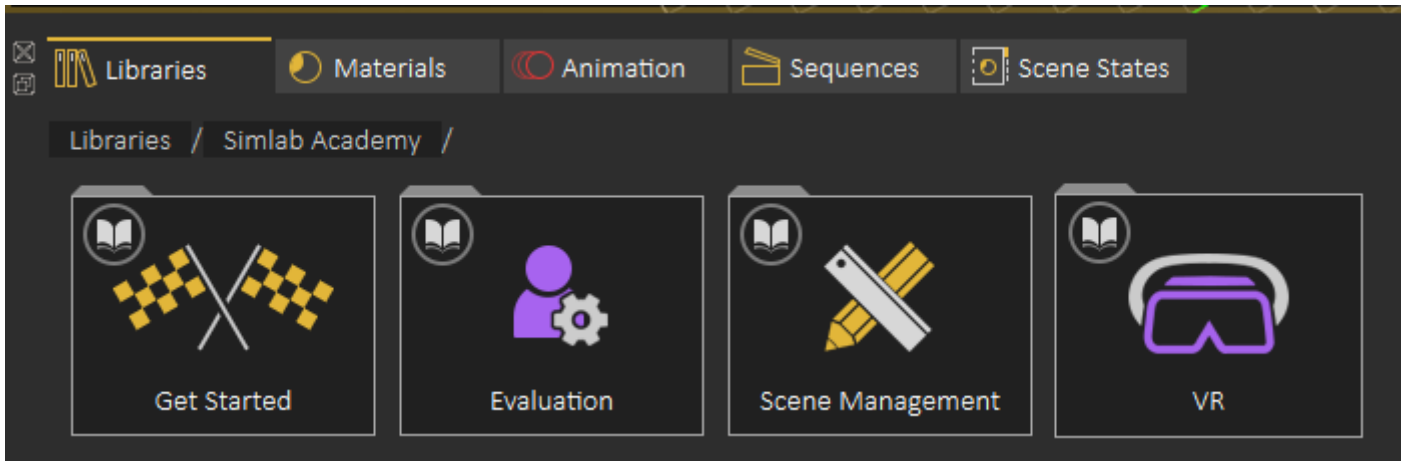 Libraries Materials Animation Sequences Scene States
Libraries / Simlab Academy /
Get Started Evaluation Scene Management VR